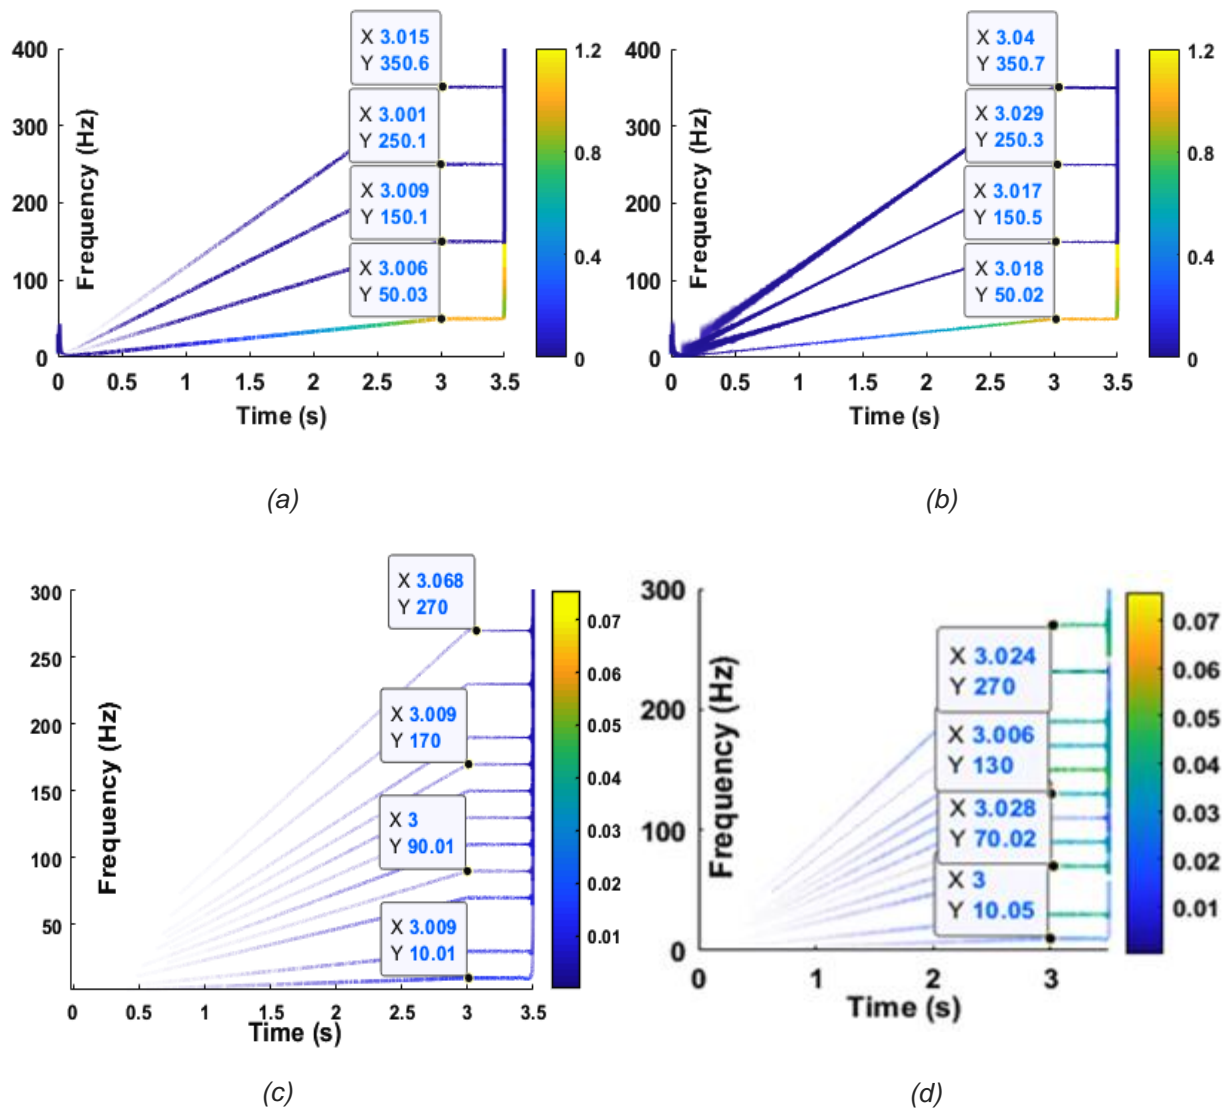 X 3.015
Y 350.6
X 3.001
Y 250.1
X 3.009
Y 150.1
X 3.006
Y 50.03
400
300
200
100
0
Frequency (Hz)
0
0.5
1
1.5
2
2.5
3
3.5
Time (s)
1.2
0.8
0.4
0
(a)
X 3.04
Y 350.7
X 3.029
Y 250.3
X 3.017
Y 150.5
X 3.018
Y 50.02
400
300
200
100
0
Frequency (Hz)
0
0.5
1
1.5
2
2.5
3
3.5
Time (s)
1.2
0.8
0.4
0
(b)
X 3.068
Y 270
X 3.009
Y 170
X 3
Y 90.01
X 3.009
Y 10.01
300
250
200
150
100
50
Frequency (Hz)
0
0.5
1
1.5
2
2.5
3
3.5
Time (s)
0.07
0.06
0.05
0.04
0.03
0.02
0.01
(c)
X 3.024
Y 270
X 3.006
Y 130
X 3.028
Y 70.02
X 3
Y 10.05
300
200
100
0
Frequency (Hz)
0
1
2
3
Time (s)
0.07
0.06
0.05
0.04
0.03
0.02
0.01
(d)